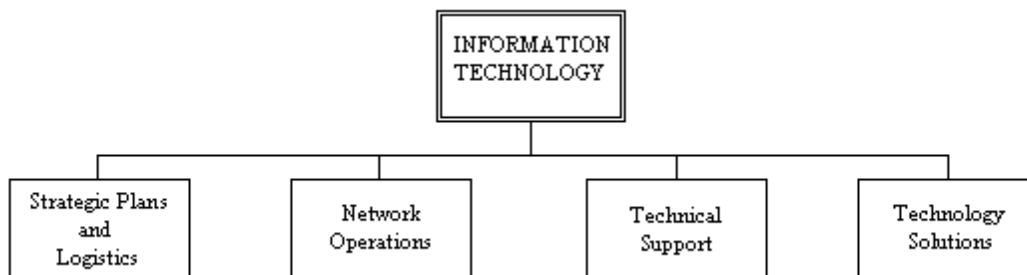 INFORMATION
TECHNOLOGY
Strategic Plans
and
Logistics
Network
Operations
Technical
Support
Technology
Solutions